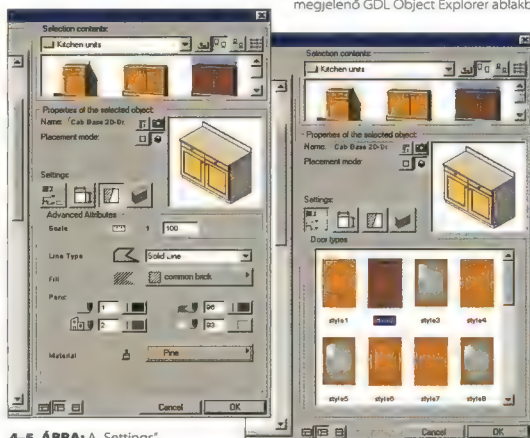 megjelenő GDL Object Explorer ablakb
Selection contents:
Kitchen units
Properties of the selected object:
Name: Cab Base 2D-Dr
Placement mode:
Settings:
Advanced Attributes
Scale 1 100
Line Type Solid Line
Fill common brick
Pens: 1 96
2 93
Material Pine
Cancel OK
Selection contents:
Kitchen units
Properties of the selected object:
Name: Cab Base 2D-Dr
Placement mode:
Settings:
Door types
style1 style3 style4
style5 style6 style7 style8
Cancel OK
4-5. ÁBRA: A „Settings"